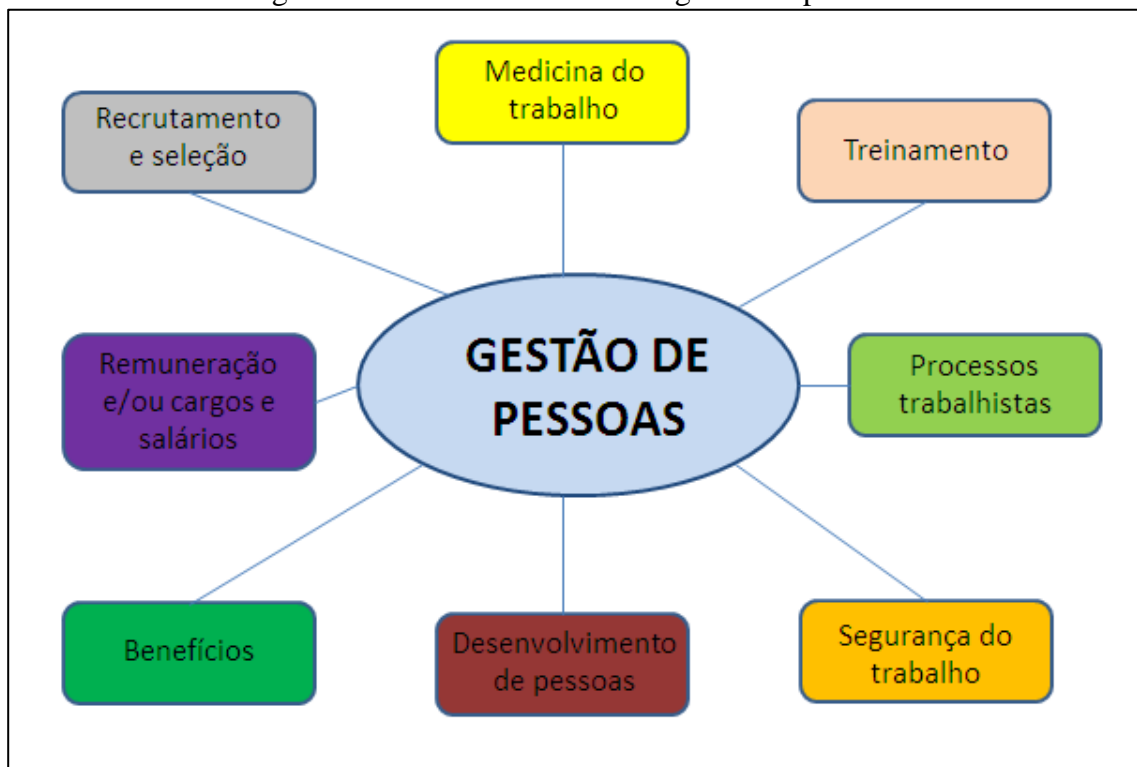 Medicina do
trabalho
Recrutamento
e seleção
Treinamento
GESTÃO DE
PESSOAS
Remuneração
e/ou cargos e
salários
Processos
trabalhistas
Benefícios
Desenvolvimento
de pessoas
Segurança do
trabalho